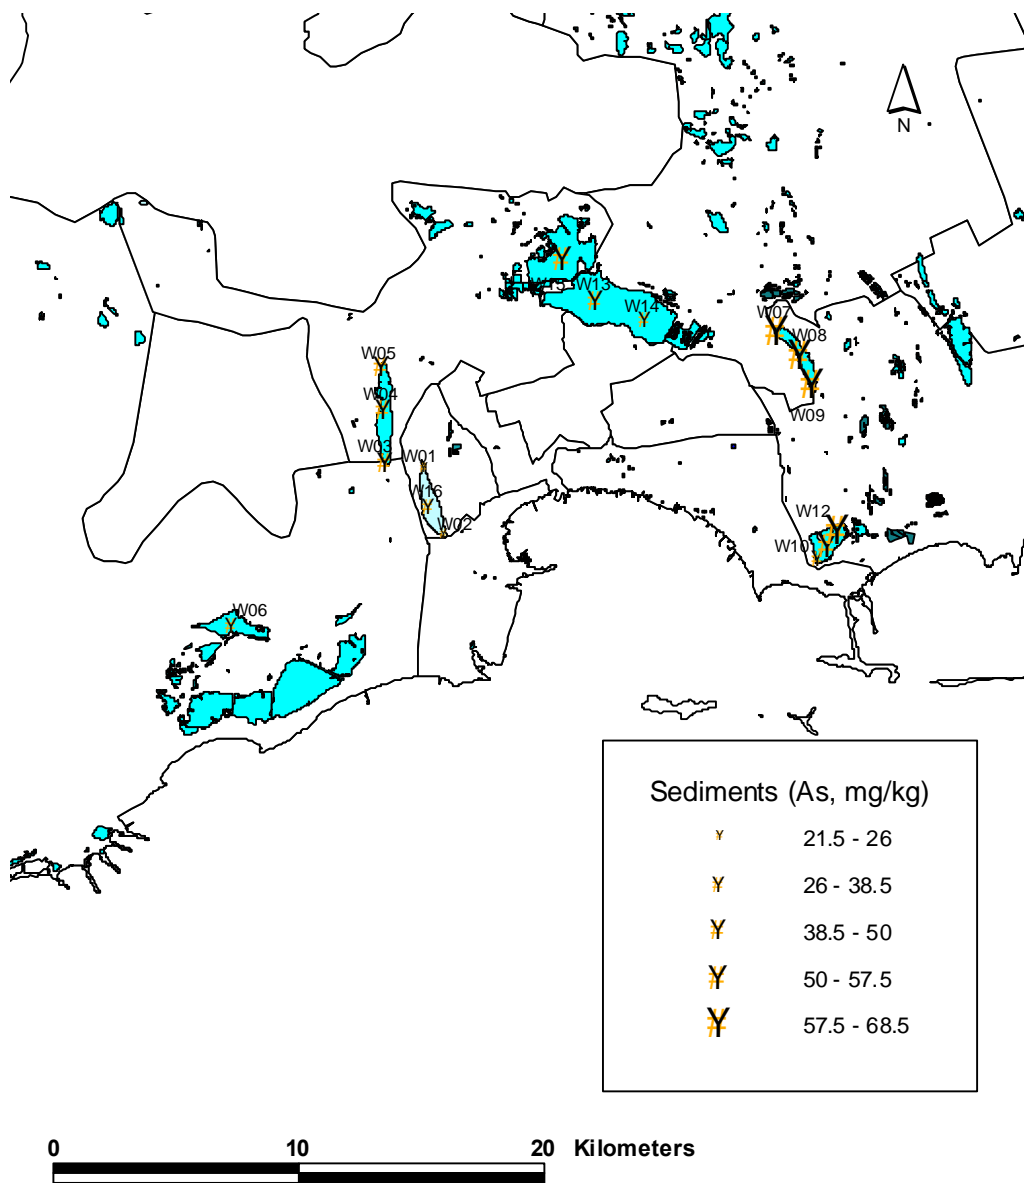 N
W13
W14
W07
W08
W05
W04
W09
W03
W01
W16
W12
W02
W10
W06
Sediments (As, mg/kg)
21.5 - 26
26 - 38.5
38.5 - 50
50 - 57.5
57.5 - 68.5
0 10 20 Kilometers